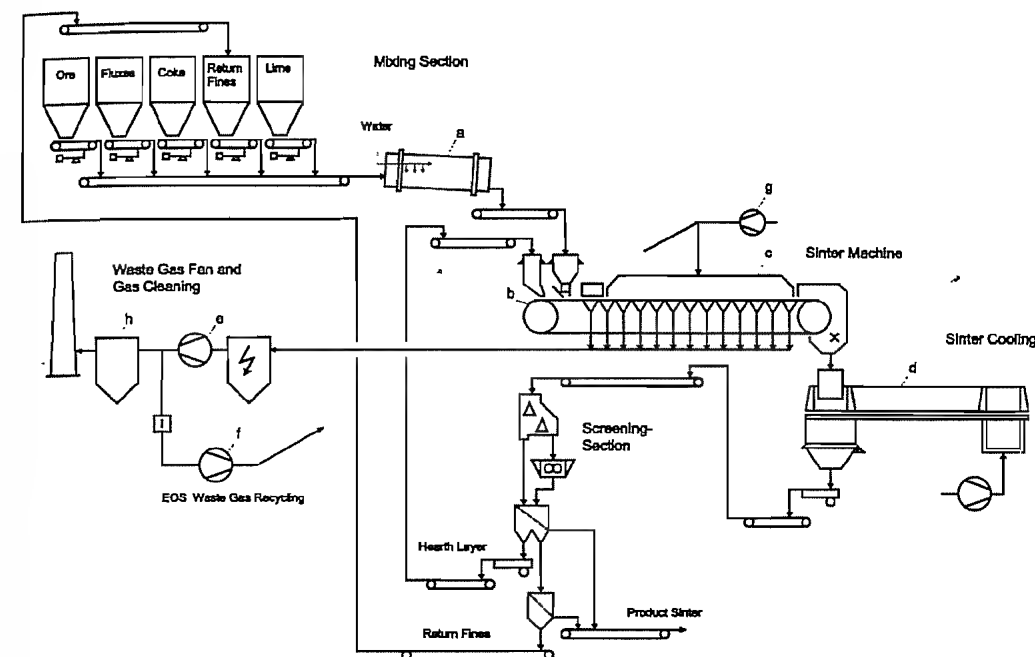 Mixing Section
Ore
Fluxes
Coke
Return
Fines
Lime
Water
a
g
c
Sinter Machine
b
Waste Gas Fan and
Gas Cleaning
h
e
Sinter Cooling
d
Screening-
Section
f
EOS Waste Gas Recycling
Hearth Layer
Product Sinter
Return Fines